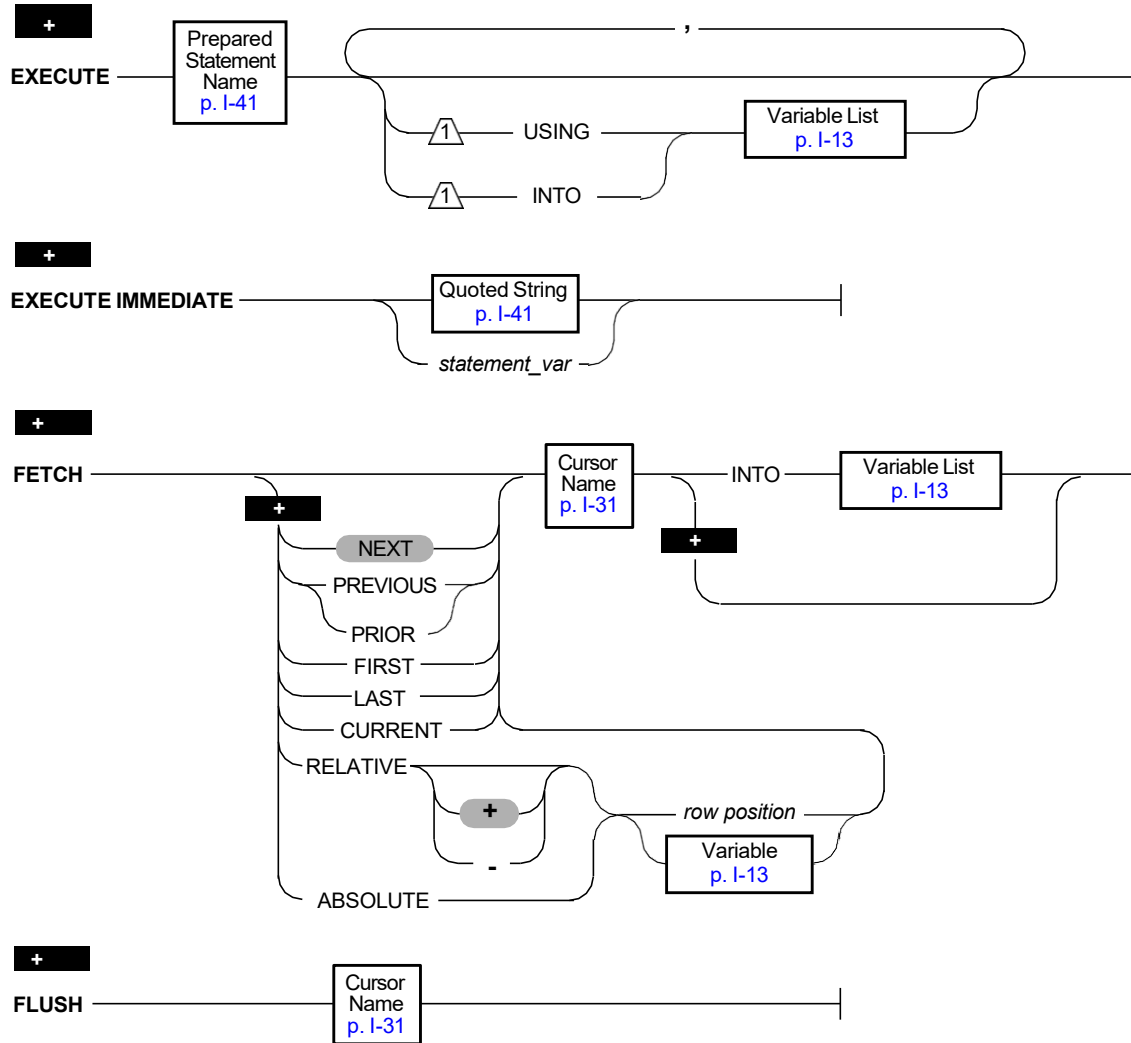 +
,
EXECUTE
Prepared
Statement
Name
p. I-41
1 USING
Variable List
p. I-13
1 INTO
+
EXECUTE IMMEDIATE
Quoted String
p. I-41
statement_var
+
FETCH
Cursor
Name
p. I-31
INTO
Variable List
p. I-13
+
+
NEXT
PREVIOUS
PRIOR
FIRST
LAST
CURRENT
RELATIVE
+
-
row position
Variable
p. I-13
ABSOLUTE
+
FLUSH
Cursor
Name
p. I-31